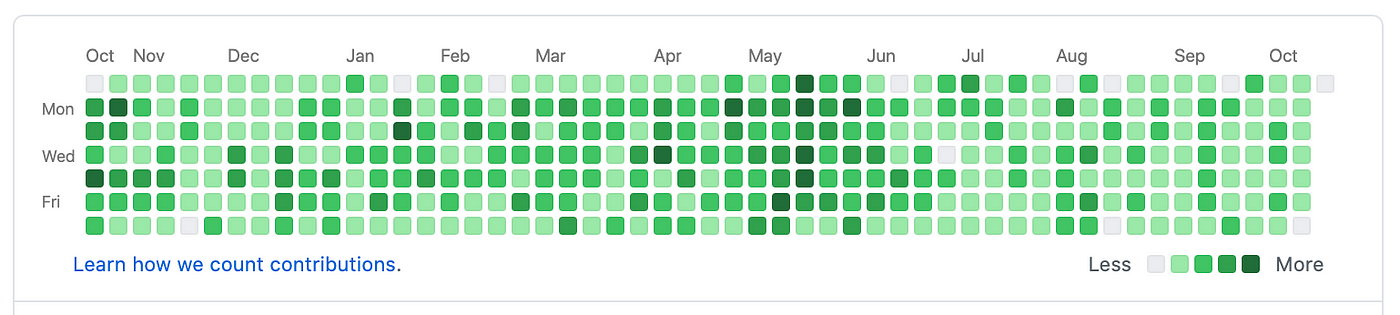 Oct Nov Dec Jan Feb Mar Apr May Jun Jul Aug Sep Oct
Mon
Wed
Fri
Learn how we count contributions.
Less More